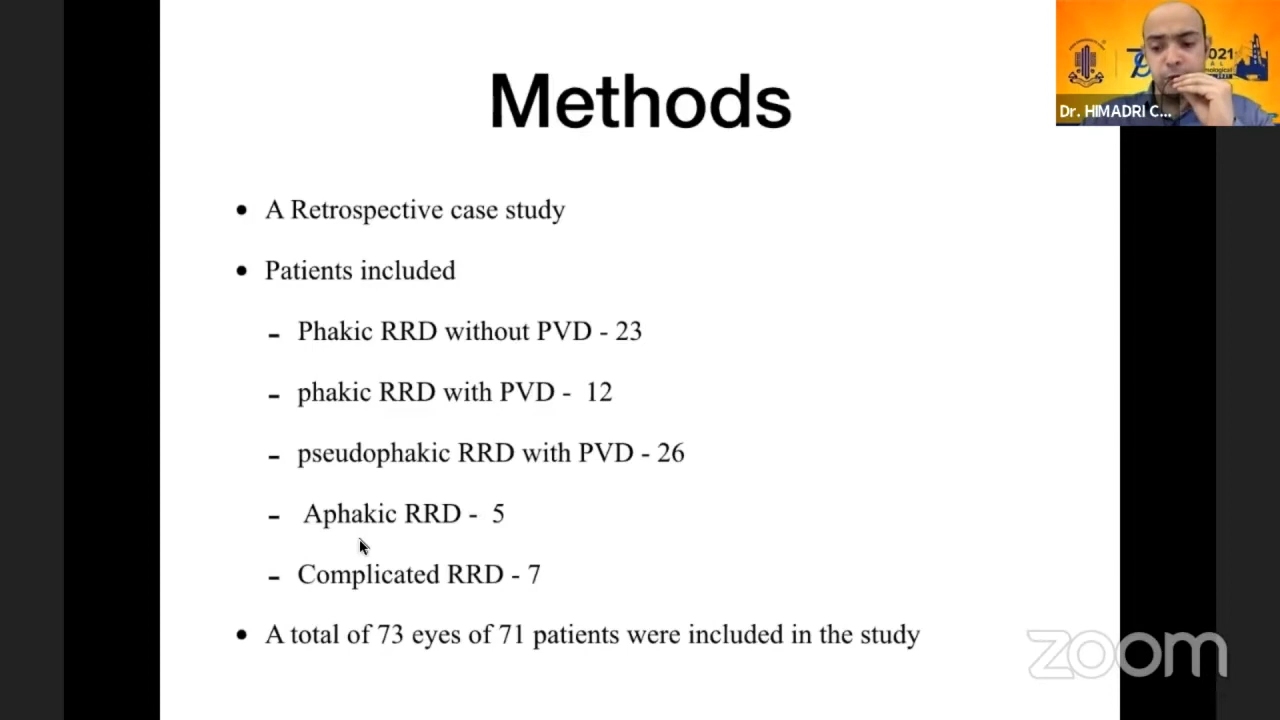 Methods
• A Retrospective case study
• Patients included
- Phakic RRD without PVD - 23
- phakic RRD with PVD - 12
- pseudophakic RRD with PVD - 26
- Aphakic RRD - 5
- Complicated RRD - 7
• A total of 73 eyes of 71 patients were included in the study
021
Dr. HIMADRI C...
zoom